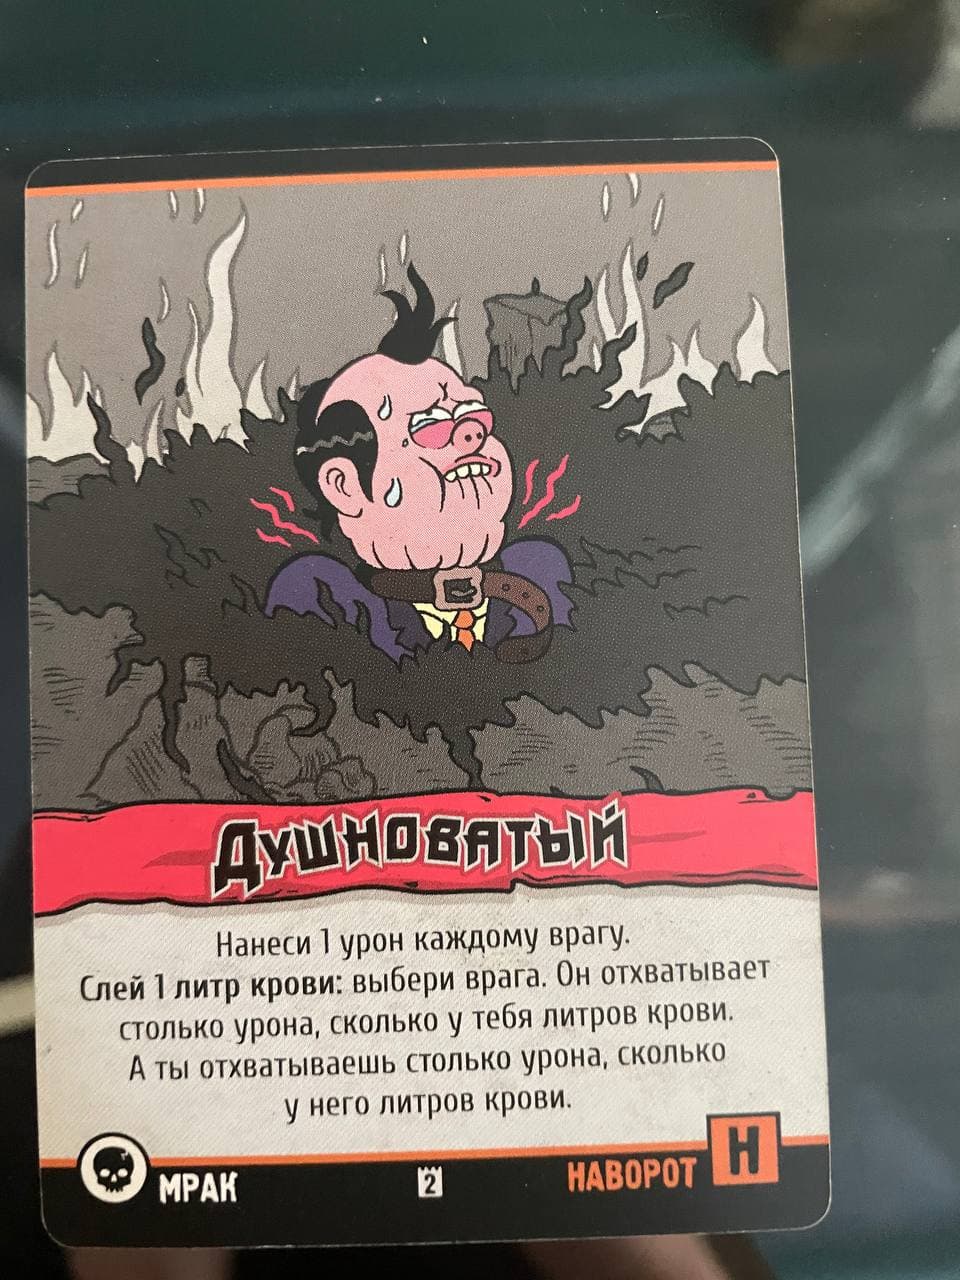 Душноватый
Нанеси 1 урон каждому врагу.
Слей 1 литр крови: выбери врага. Он отхватывает
столько урона, сколько у тебя литров крови.
А ты отхватываешь столько урона, сколько
у него литров крови.
МРАК
2
НАВОРОТ
Н